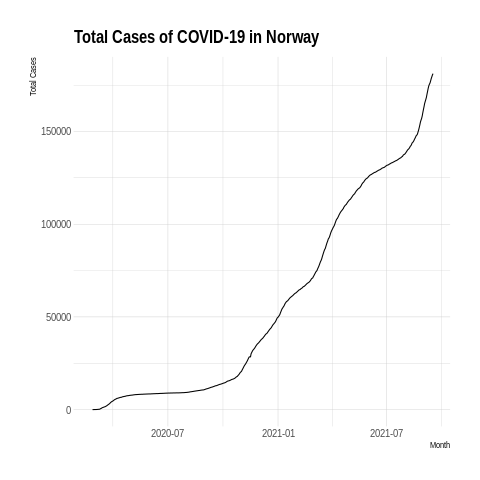 Total Cases of COVID-19 in Norway
Total Cases
150000
100000
50000
0
2020-07 2021-01 2021-07
Month